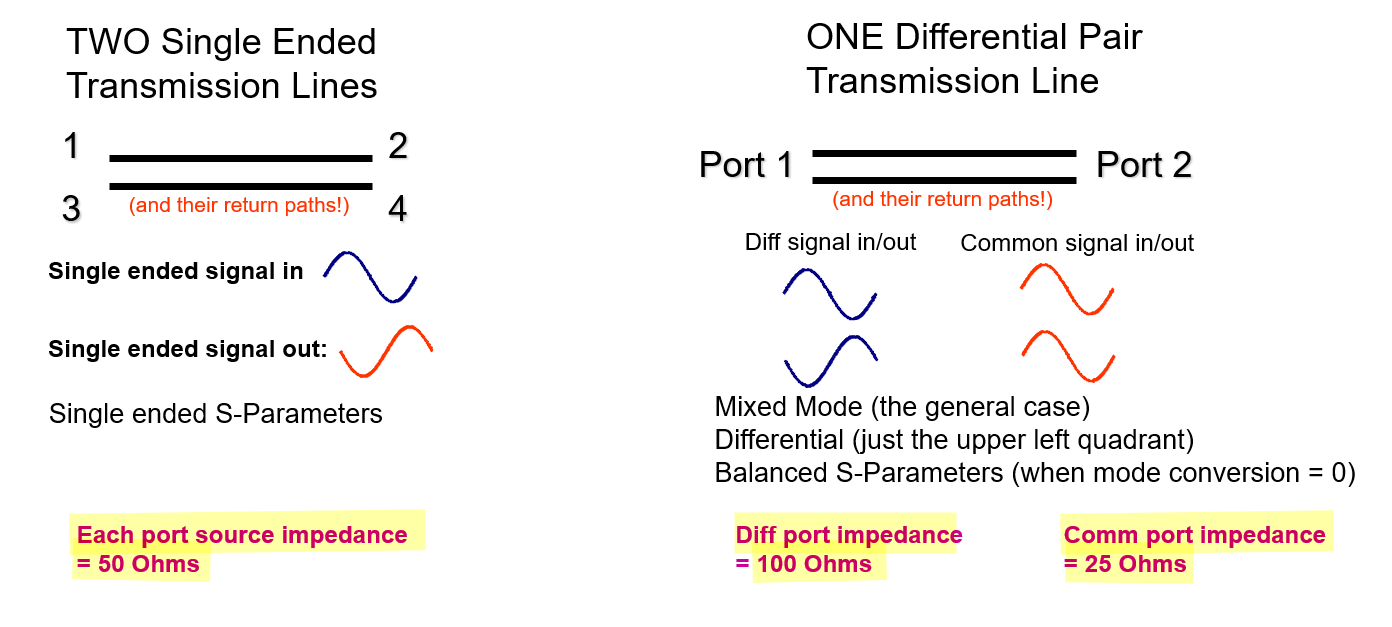 TWO Single Ended
Transmission Lines
1
2
3
4
(and their return paths!)
Single ended signal in
Single ended signal out:
Single ended S-Parameters
Each port source impedance
= 50 Ohms
ONE Differential Pair
Transmission Line
Port 1
Port 2
(and their return paths!)
Diff signal in/out
Common signal in/out
Mixed Mode (the general case)
Differential (just the upper left quadrant)
Balanced S-Parameters (when mode conversion = 0)
Diff port impedance
= 100 Ohms
Comm port impedance
= 25 Ohms